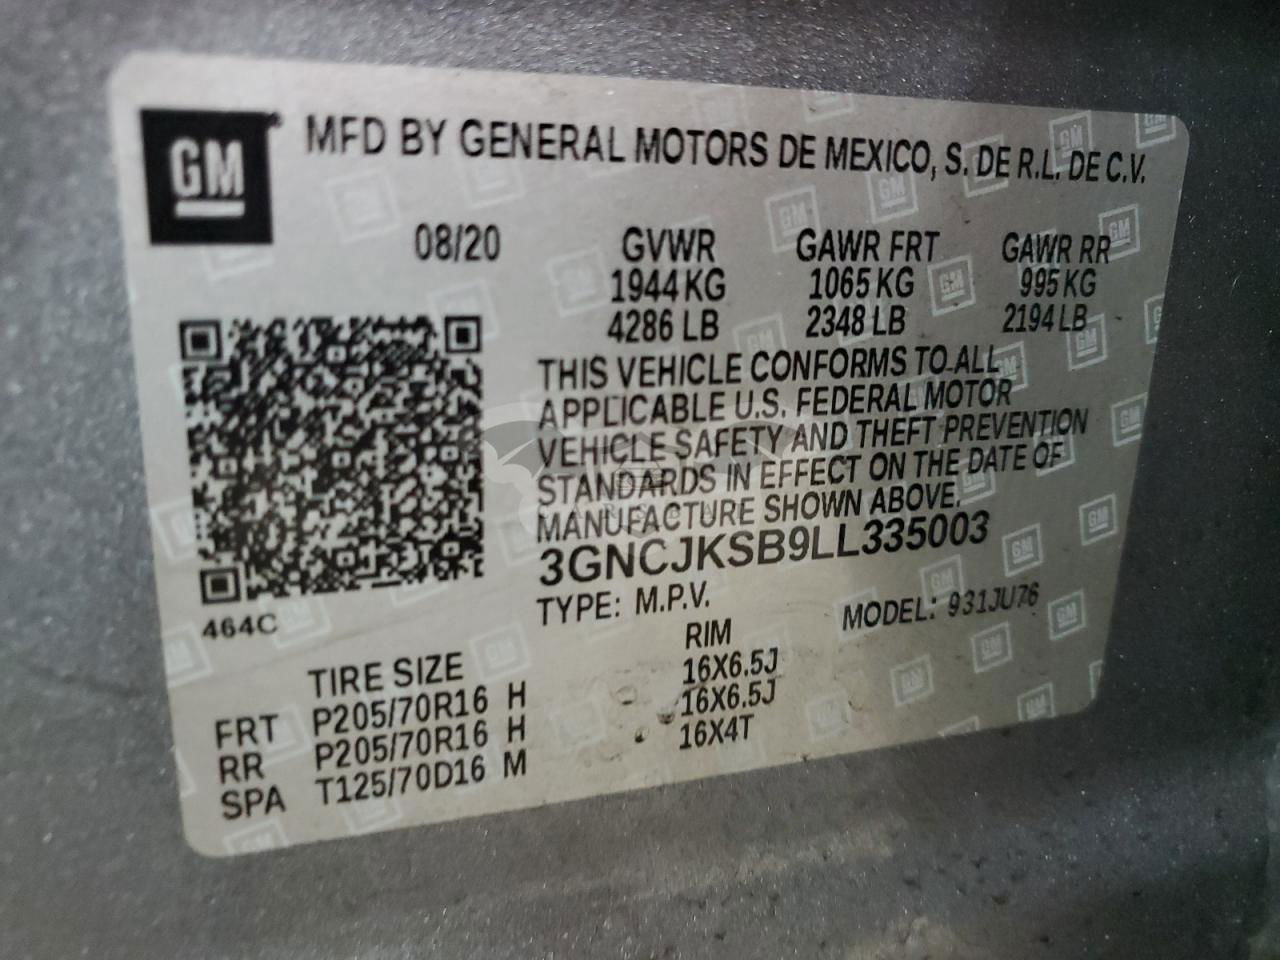 GM
MFD BY GENERAL MOTORS DE MEXICO, S. DE R.L. DE C.V.
08/20 GVWR GAWR FRT GAWR RR
1944 KG 1065 KG 995 KG
4286 LB 2348 LB 2194 LB
THIS VEHICLE CONFORMS TO ALL
APPLICABLE U.S. FEDERAL MOTOR
VEHICLE SAFETY AND THEFT PREVENTION
STANDARDS IN EFFECT ON THE DATE OF
MANUFACTURE SHOWN ABOVE.
3GNCJKSB9LL335003
464C
TYPE: M.P.V. MODEL: 931JU76
TIRE SIZE RIM
FRT P205/70R16 H 16X6.5J
RR P205/70R16 H 16X6.5J
SPA T125/70D16 M 16X4T